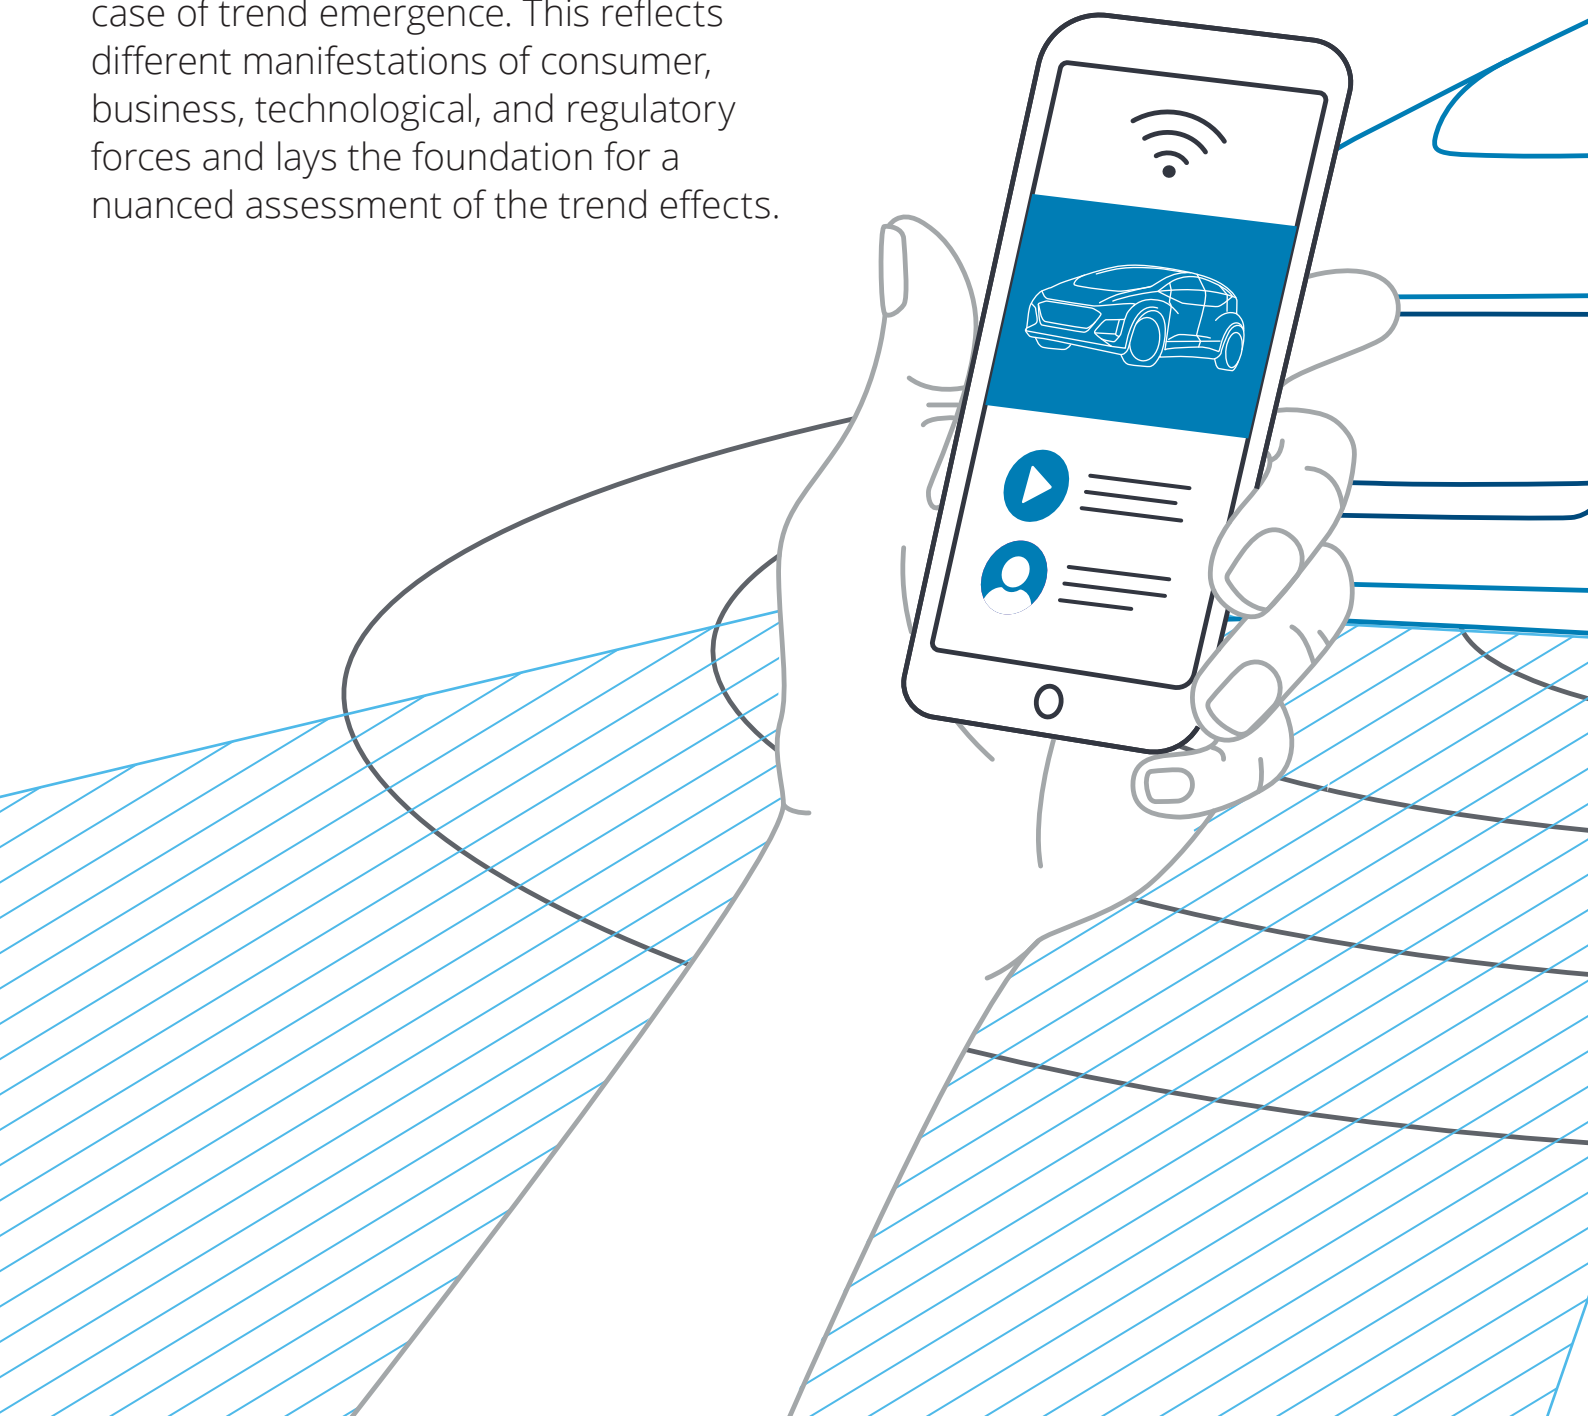 case of trend emergence. This reflects
different manifestations of consumer,
business, technological, and regulatory
forces and lays the foundation for a
nuanced assessment of the trend effects.